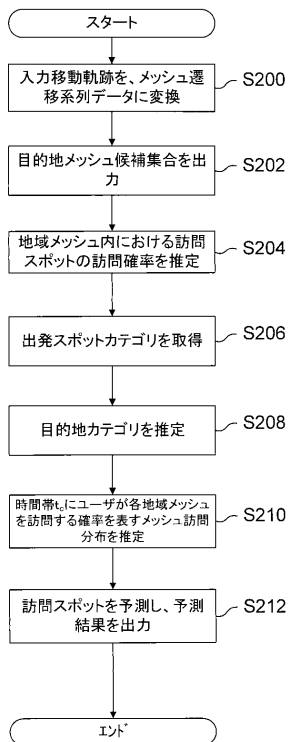 スタート
入力移動軌跡を、メッシュ遷
移系列データに変換
S200
目的地メッシュ候補集合を出
力
S202
地域メッシュ内における訪問
スポットの訪問確率を推定
S204
出発スポットカテゴリを取得
S206
目的地カテゴリを推定
S208
時間帯tcにユーザが各地域メッシュ
を訪問する確率を表すメッシュ訪問
分布を推定
S210
訪問スポットを予測し、予測
結果を出力
S212
エンド